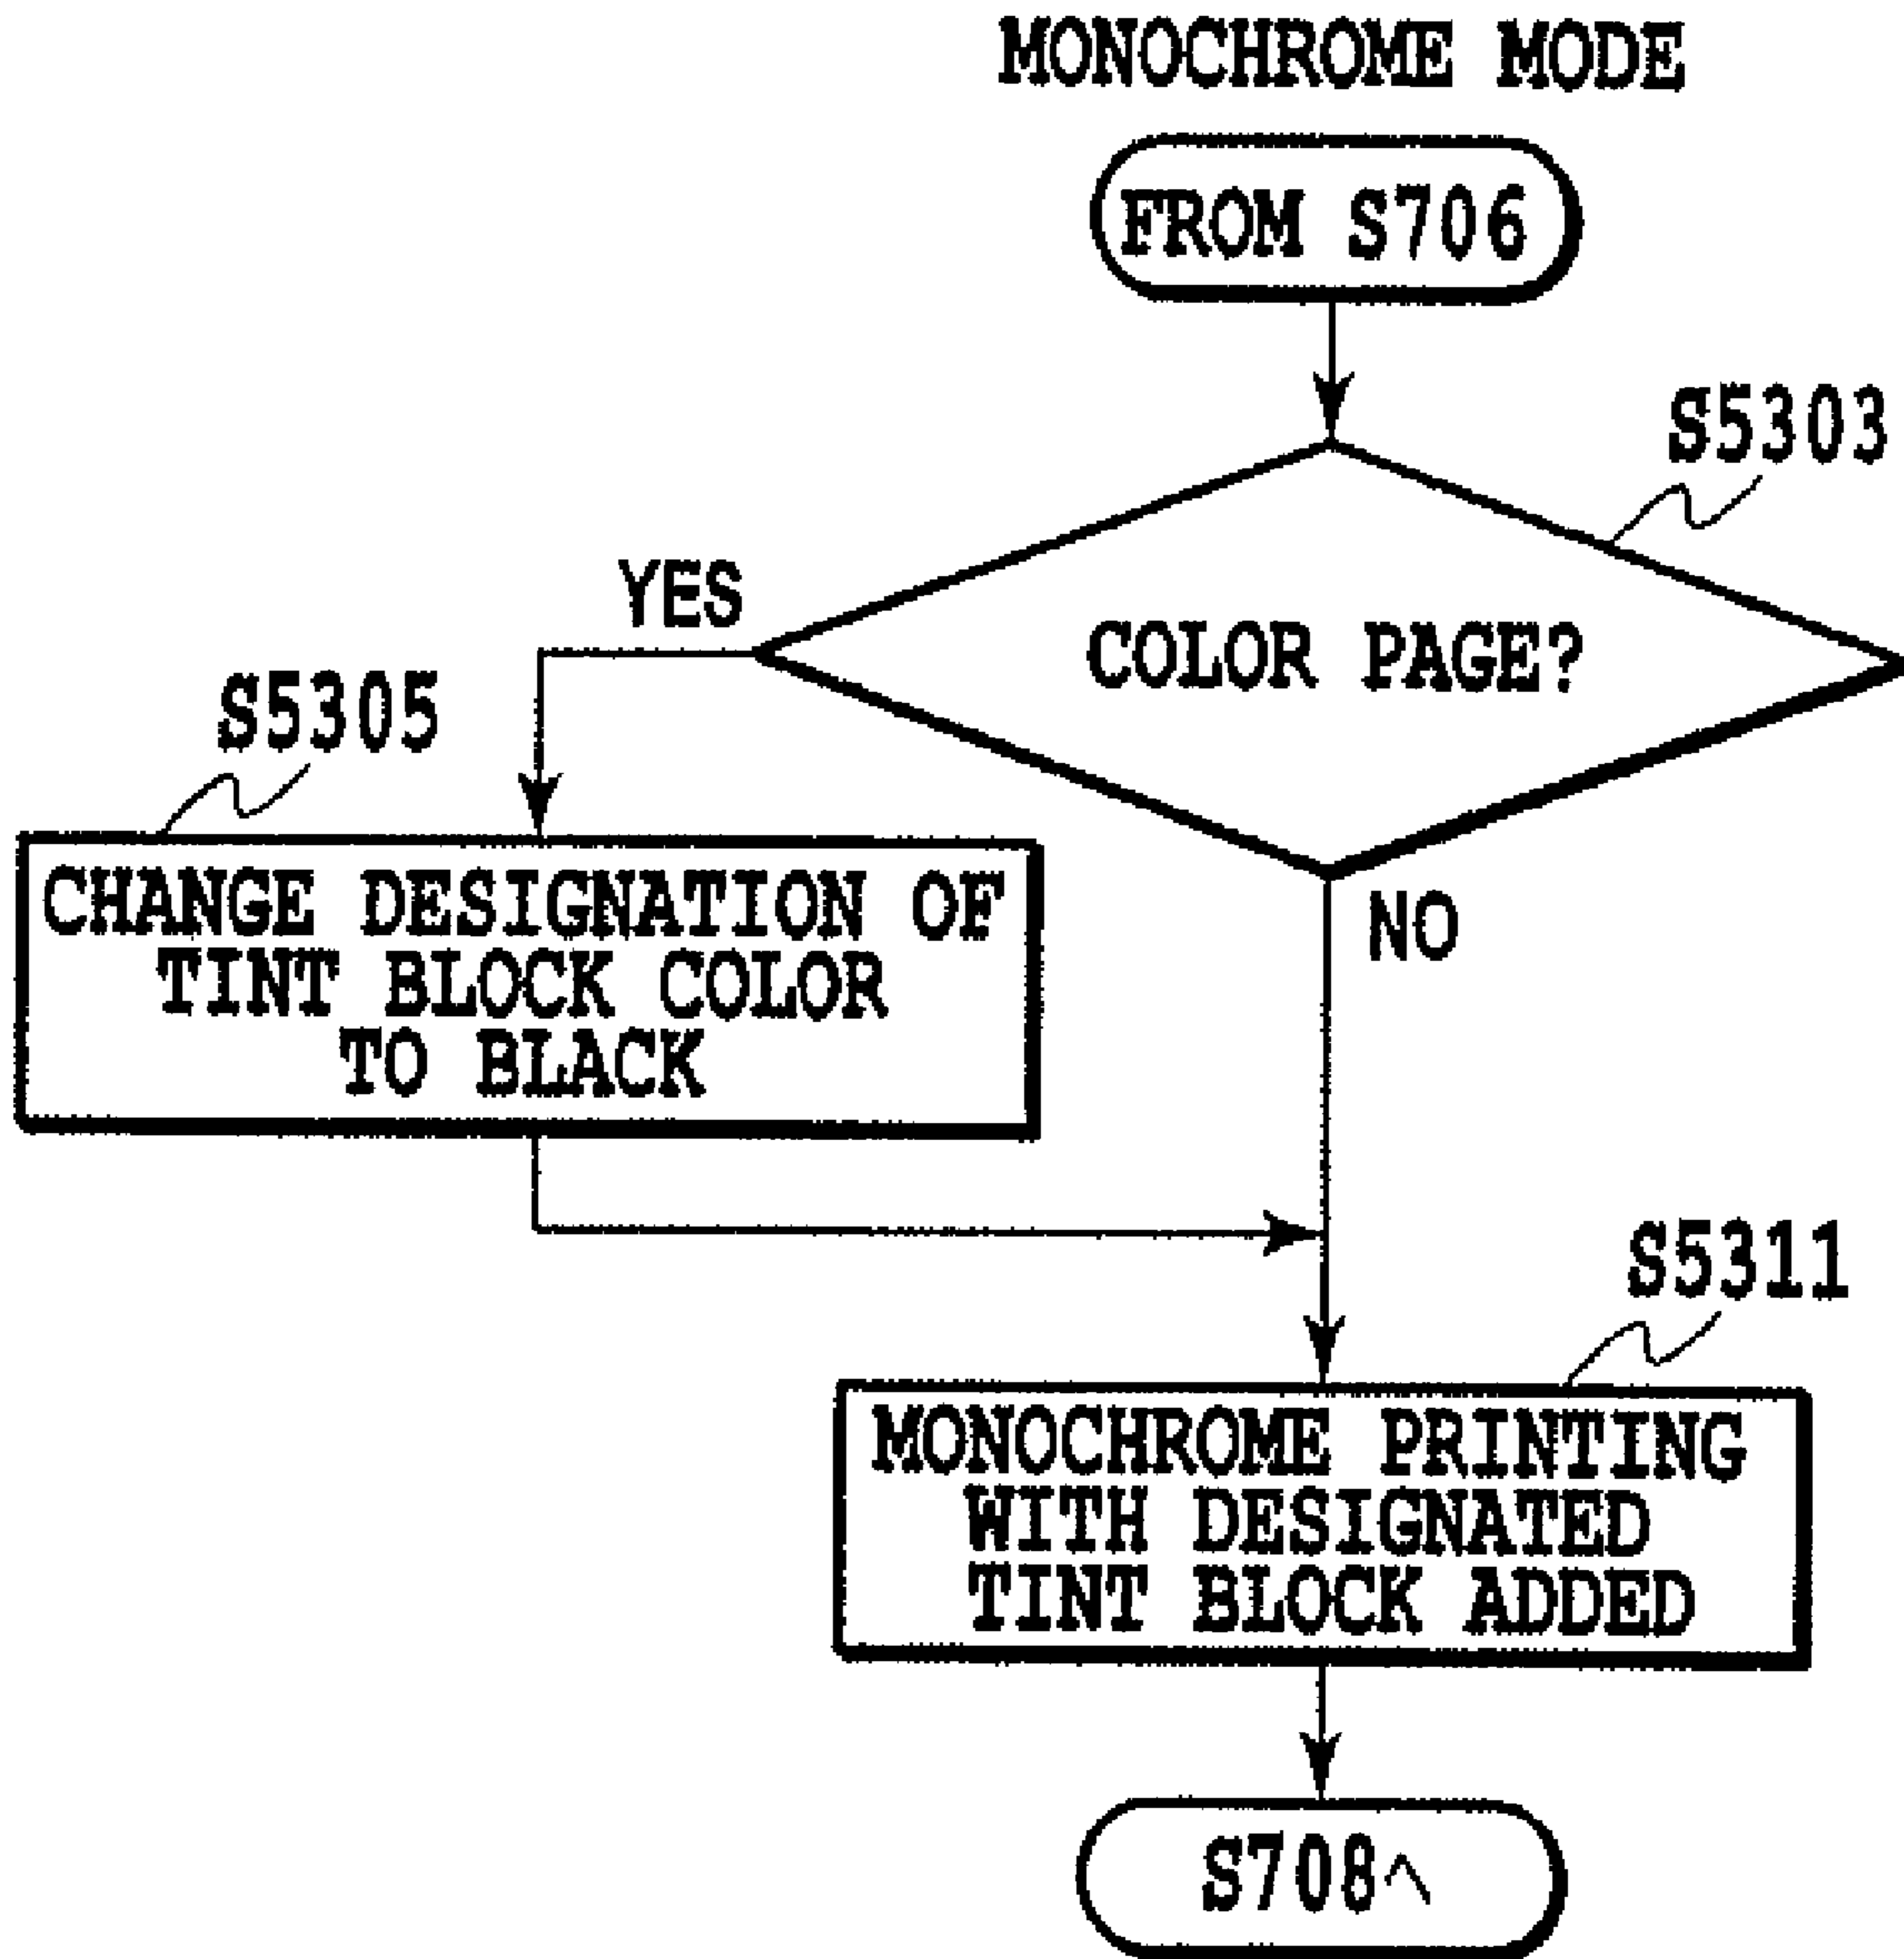 MONOCHROME MODE
FROM S706
S5303
COLOR PAGE?
YES
S5305
CHANGE DESIGNATION OF
TINT BLOCK COLOR
TO BLACK
NO
S5311
MONOCHROME PRINTING
WITH DESIGNATED
TINT BLOCK ADDED
S708へ